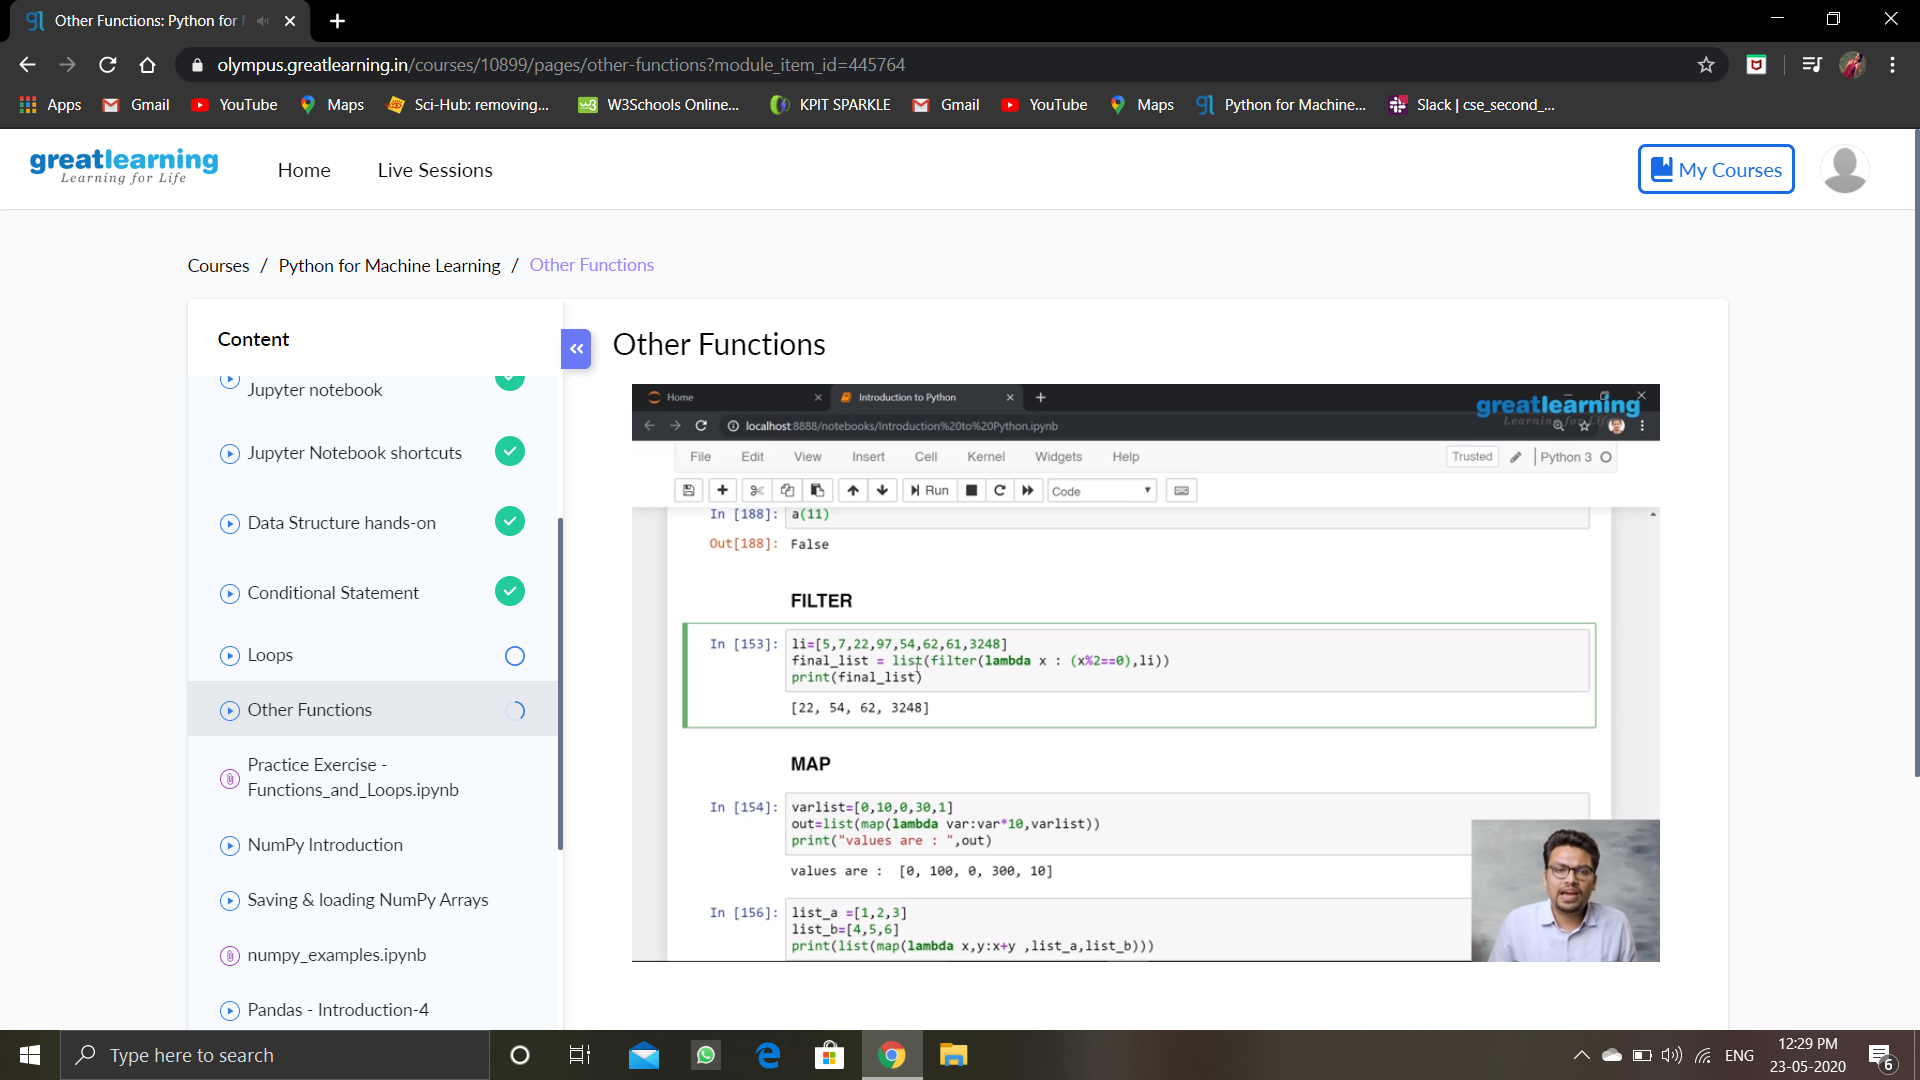 Other Functions: Python for
olympus.greatlearning.in/courses/10899/pages/other-functions?module_item_id=445764
Apps Gmail YouTube Maps Sci-Hub: removing... W3Schools Online... KPIT SPARKLE Gmail YouTube Maps Python for Machine... Slack | cse_second_...
greatlearning
Learning for Life
Home Live Sessions My Courses
Courses / Python for Machine Learning / Other Functions
Content
Jupyter notebook
Jupyter Notebook shortcuts
Data Structure hands-on
Conditional Statement
Loops
Other Functions
Practice Exercise -
Functions_and_Loops.ipynb
NumPy Introduction
Saving & loading NumPy Arrays
numpy_examples.ipynb
Pandas - Introduction-4
Other Functions
Home Introduction to Python
greatlearning
Learning for Life
localhost:8888/notebooks/Introduction%20to%20Python.ipynb
File Edit View Insert Cell Kernel Widgets Help Trusted Python 3
Run Code
In [188]: a(11)
Out[188]: False
FILTER
In [153]: li=[5,7,22,97,54,62,61,3248]
final_list = list(filter(lambda x : (x%2==0),li))
print(final_list)
[22, 54, 62, 3248]
MAP
In [154]: varlist=[0,10,0,30,1]
out=list(map(lambda var:var*10,varlist))
print("values are : ",out)
values are :  [0, 100, 0, 300, 10]
In [156]: list_a =[1,2,3]
list_b=[4,5,6]
print(list(map(lambda x,y:x+y ,list_a,list_b)))
Type here to search
ENG
12:29 PM
23-05-2020
6